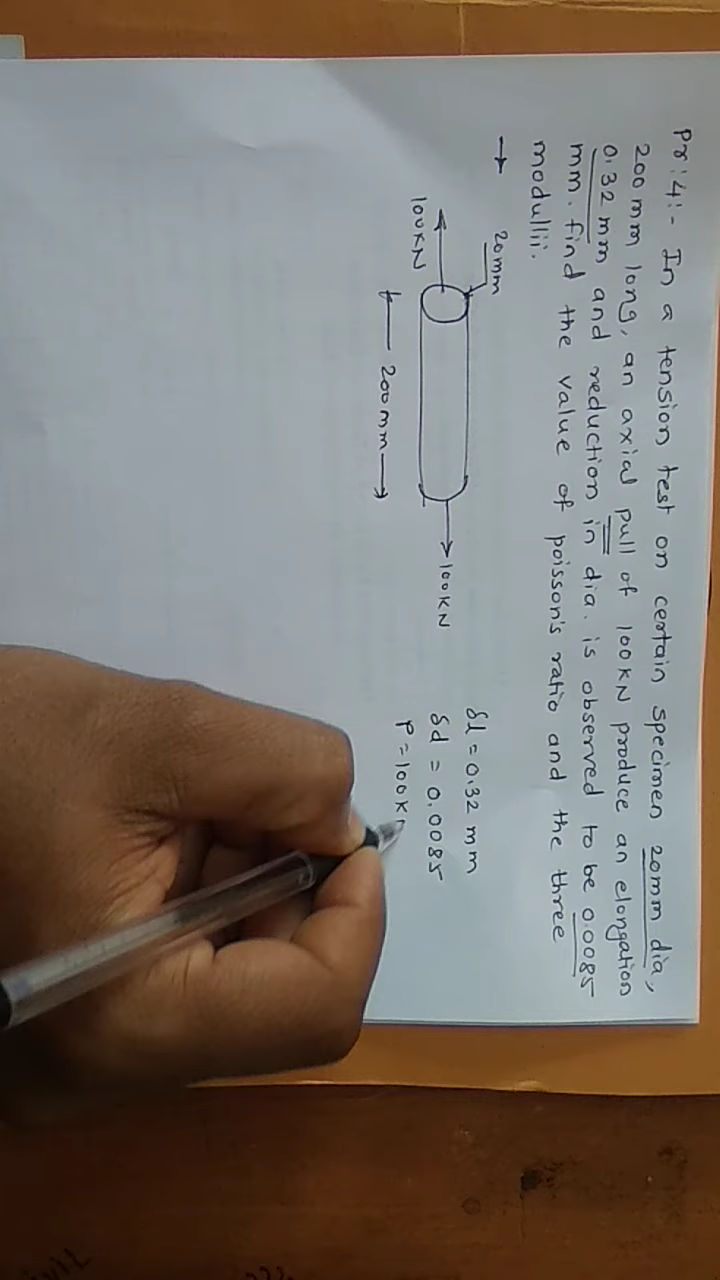 Pr:4:- In a tension test on certain specimen 20mm dia,
200 mm long, an axial pull of 100 KN produce an elongation
0.32 mm and reduction in dia. is observed to be 0.0085
mm. find the value of poisson's ratio and the three
modullii.
→
20mm
100KN
100KN
200mm
δl = 0.32 mm
δd = 0.0085
P = 100K